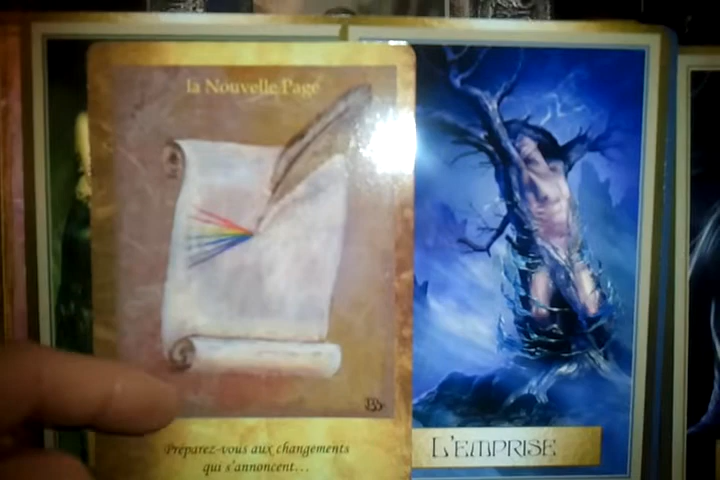 la Nouvelle Page
Préparez-vous aux changements
qui s'annoncent...
L'EMPRISE